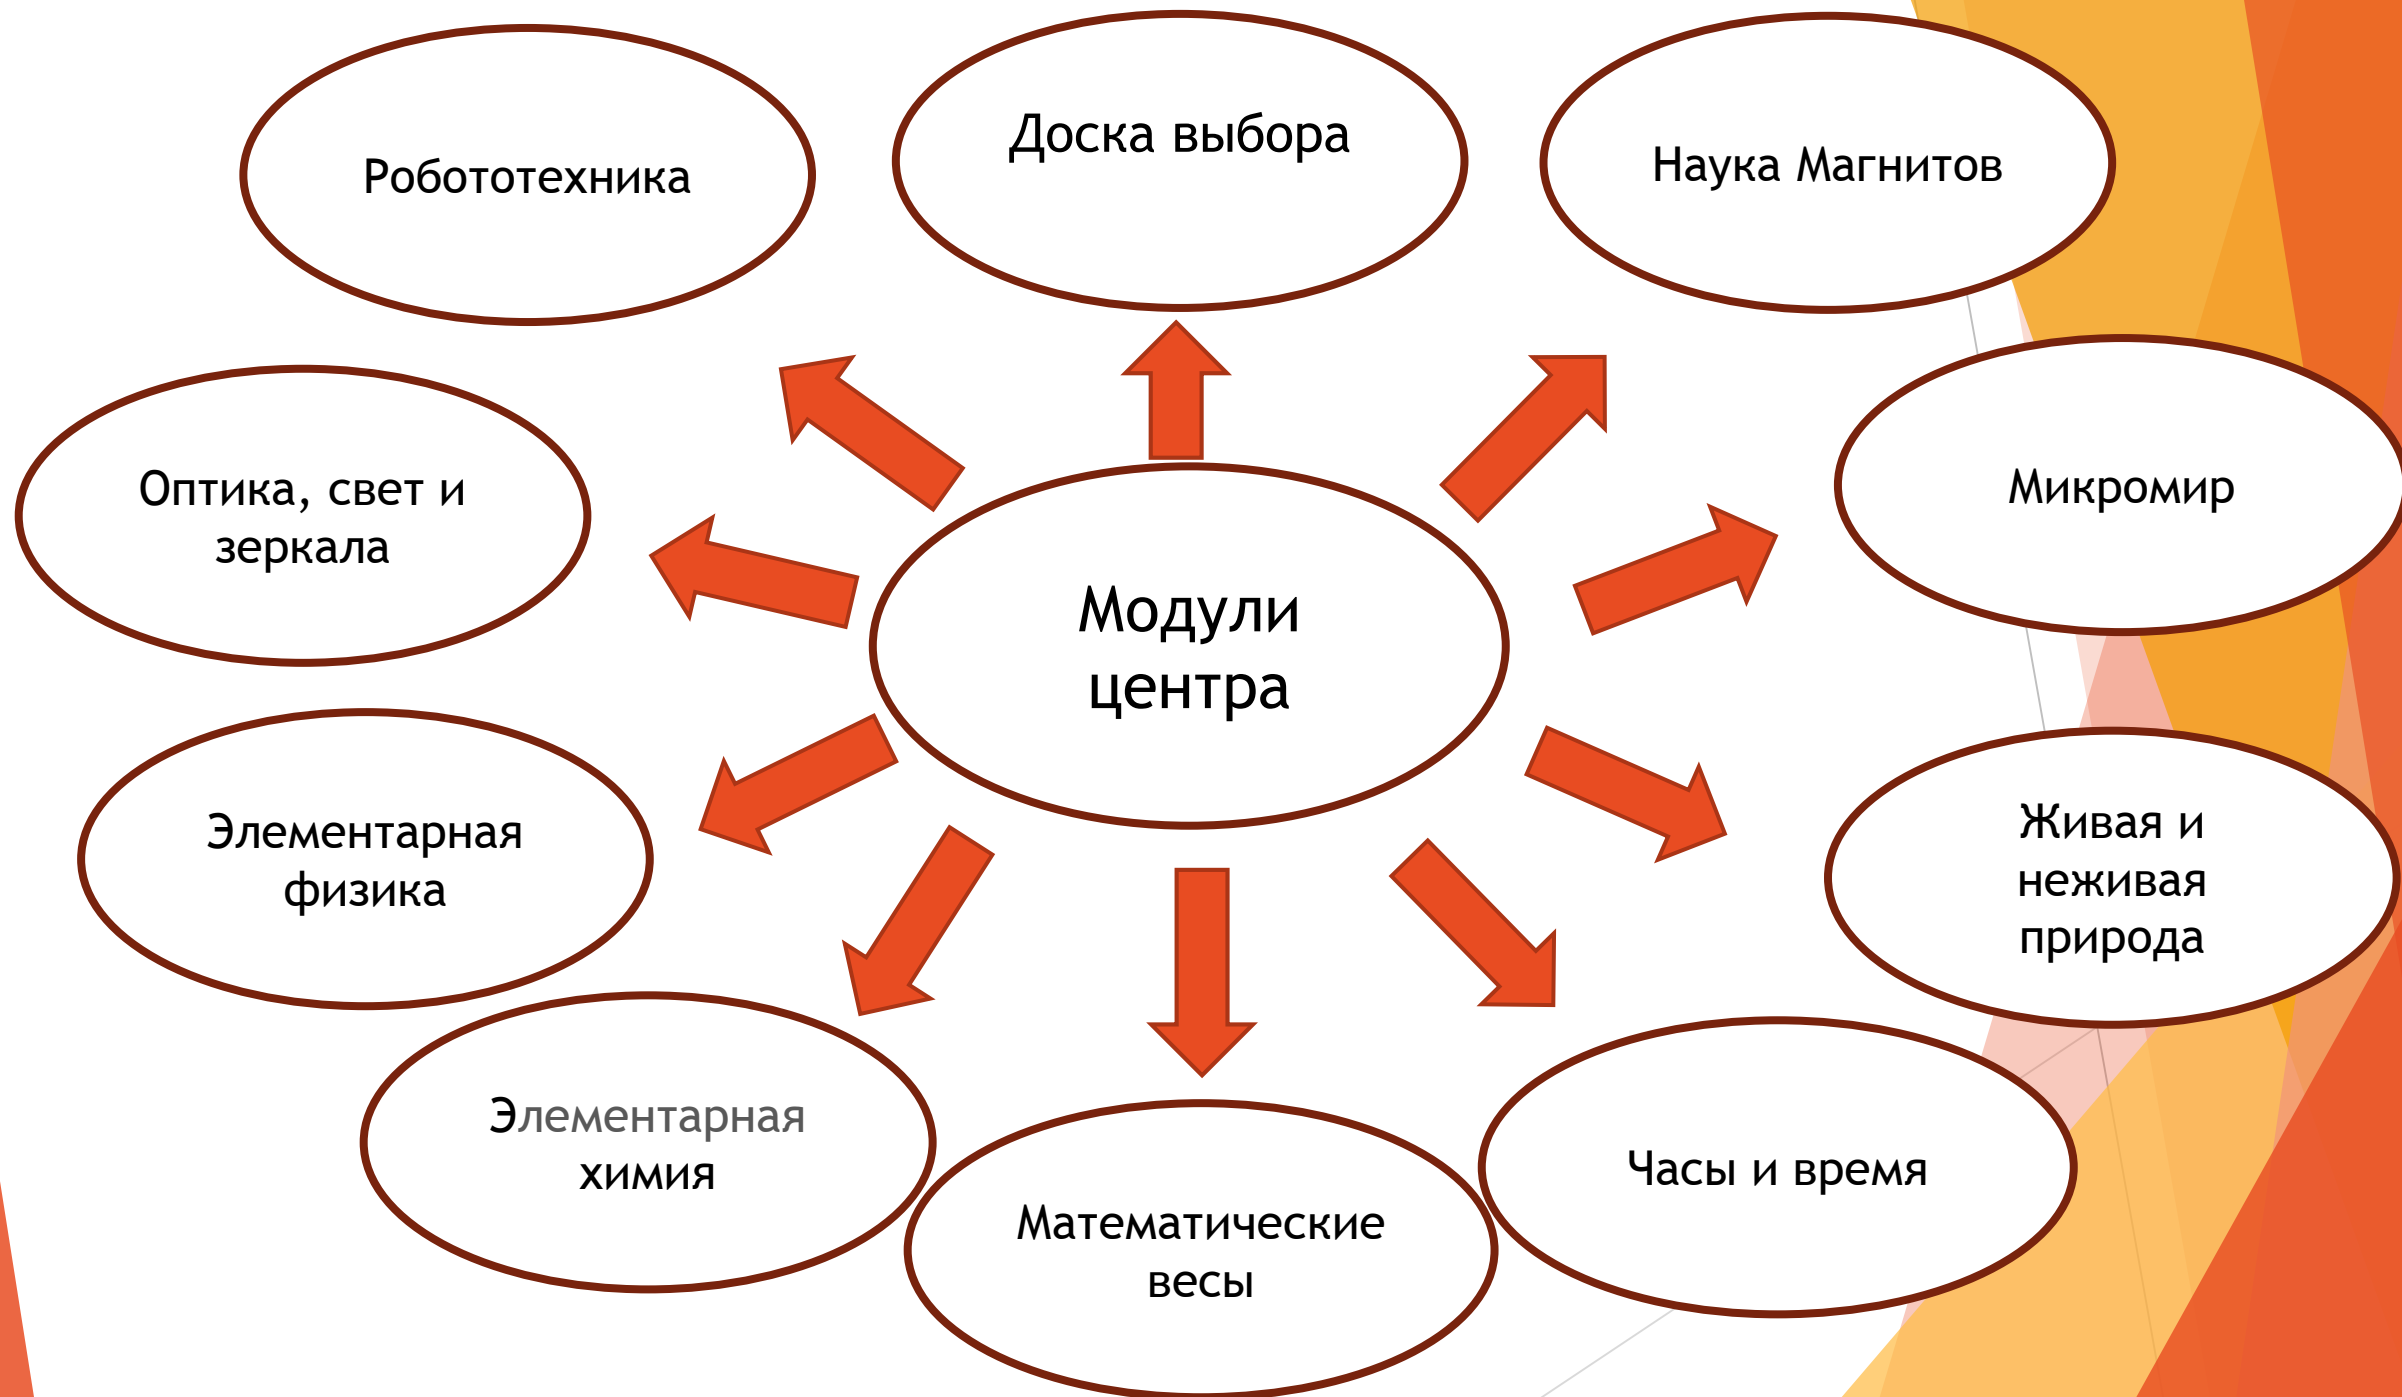 Робототехника
Доска выбора
Наука Магнитов
Оптика, свет и
зеркала
Микромир
Модули
центра
Элементарная
физика
Живая и
неживая
природа
Элементарная
химия
Математические
весы
Часы и время